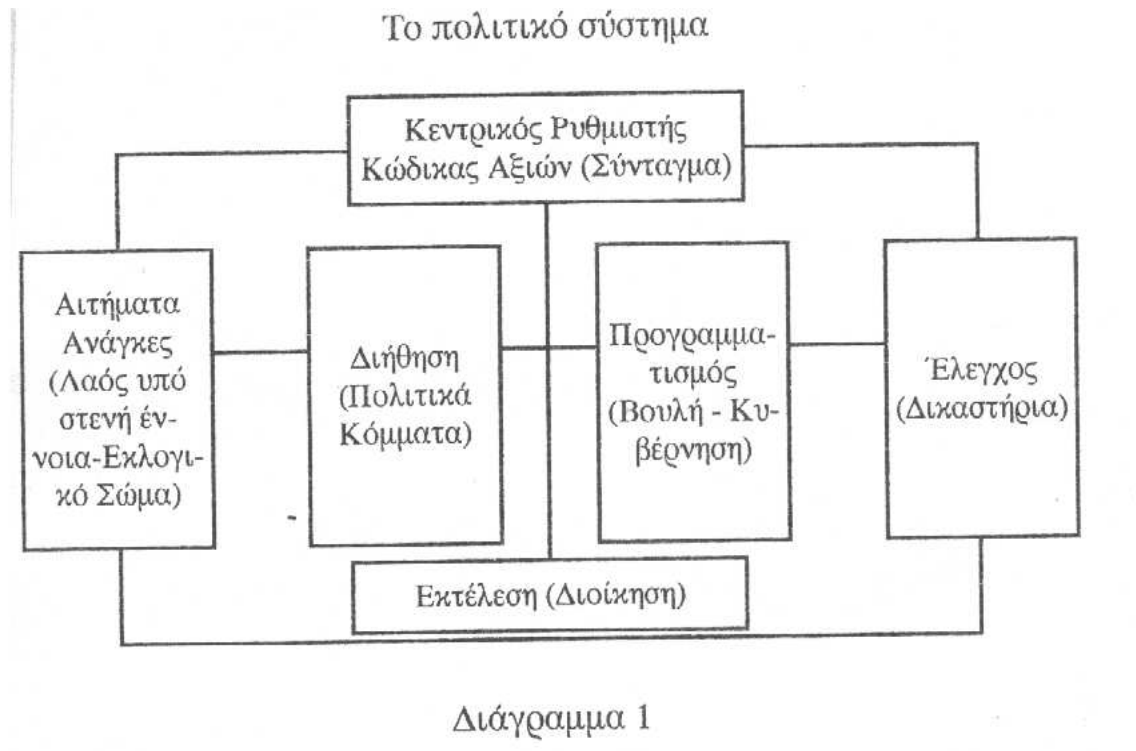 Το πολιτικό σύστημα
Κεντρικός Ρυθμιστής
Κώδικας Αξιών (Σύνταγμα)
Αιτήματα
Ανάγκες
(Λαός υπό
στενή έν-
νοια-Εκλογι-
κό Σώμα)
Διήθηση
(Πολιτικά
Κόμματα)
Προγραμμα-
τισμός
(Βουλή - Κυ-
βέρνηση)
Έλεγχος
(Δικαστήρια)
Εκτέλεση (Διοίκηση)
Διάγραμμα 1